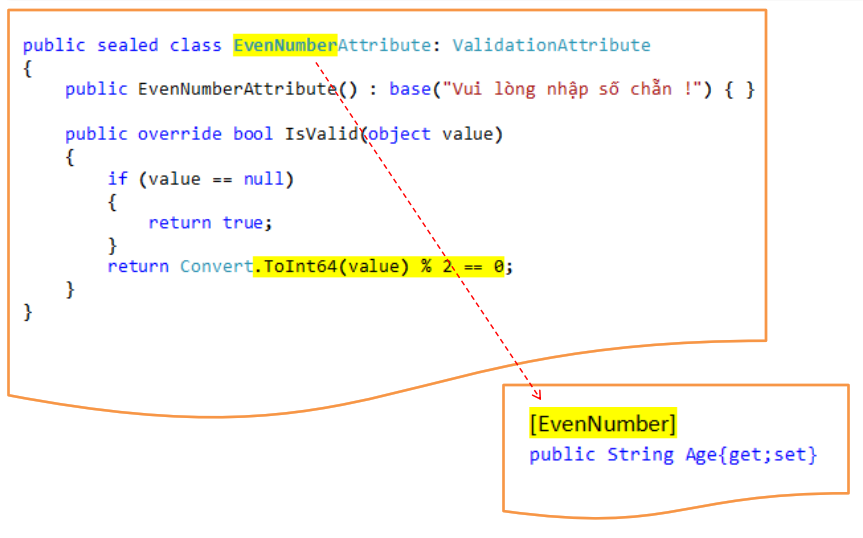 public sealed class EvenNumberAttribute: ValidationAttribute
{
    public EvenNumberAttribute() : base("Vui lòng nhập số chẵn !") { }
    public override bool IsValid(object value)
    {
        if (value == null)
        {
            return true;
        }
        return Convert.ToInt64(value) % 2 == 0;
    }
}
[EvenNumber]
public String Age{get;set}